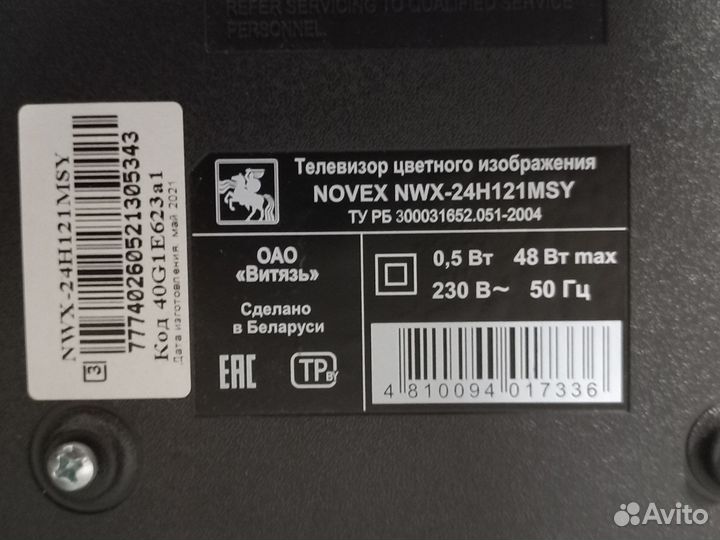 REFER SERVICING TO QUALIFIED SERVICE
PERSONNEL.
NWX-24H121MSY
3
77740260521305343
Код 40G1E623a1
Дата изготовления: май 2021
Телевизор цветного изображения
NOVEX NWX-24H121MSY
ТУ РБ 300031652.051-2004
ОАО
«Витязь»
Сделано
в Беларуси
EAC
TP BY
0,5 Вт 48 Вт max
230 В~ 50 Гц
4 810094 017336
Avito